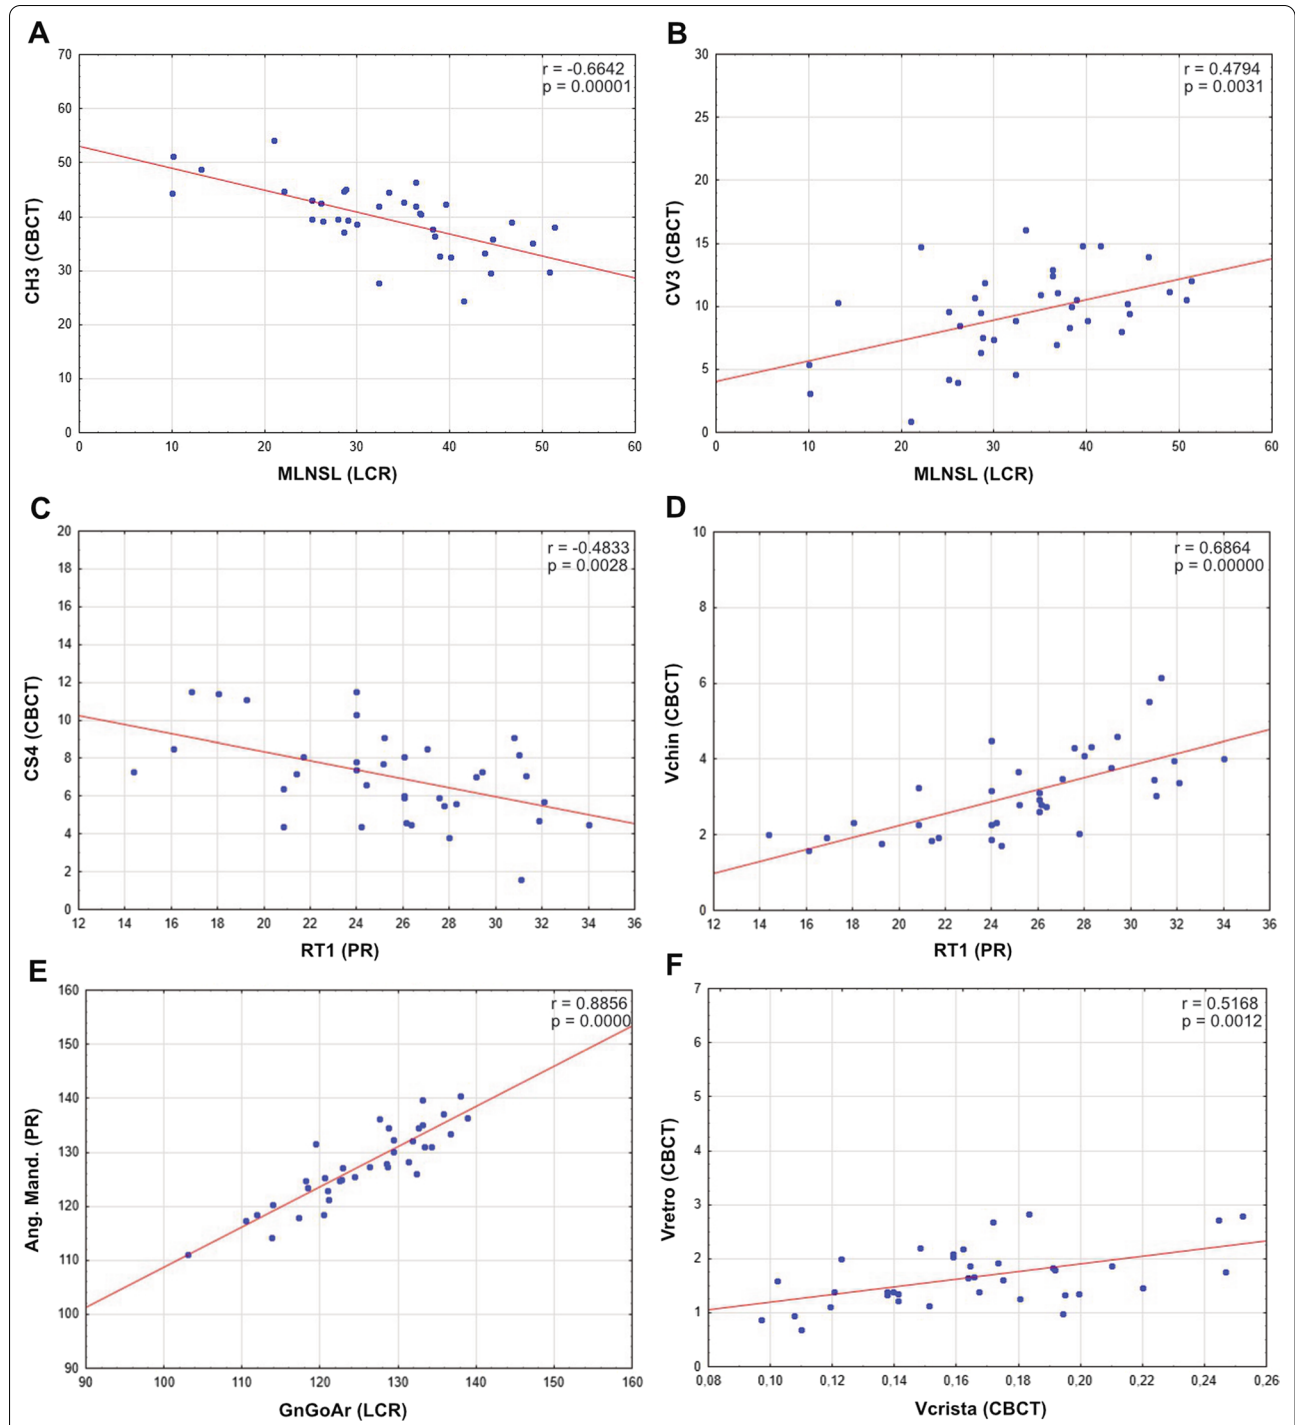 A
r = -0.6642
p = 0.00001
70
60
50
40
30
20
10
0
CH3 (CBCT)
0 10 20 30 40 50 60
MLNSL (LCR)
B
r = 0.4794
p = 0.0031
30
25
20
15
10
5
0
CV3 (CBCT)
0 10 20 30 40 50 60
MLNSL (LCR)
C
r = -0.4833
p = 0.0028
20
18
16
14
12
10
8
6
4
2
0
CS4 (CBCT)
12 14 16 18 20 22 24 26 28 30 32 34 36
RT1 (PR)
D
r = 0.6864
p = 0.00000
10
8
6
4
2
0
Vchin (CBCT)
12 14 16 18 20 22 24 26 28 30 32 34 36
RT1 (PR)
E
r = 0.8856
p = 0.0000
160
150
140
130
120
110
100
90
Ang. Mand. (PR)
90 100 110 120 130 140 150 160
GnGoAr (LCR)
F
r = 0.5168
p = 0.0012
7
6
5
4
3
2
1
0
Vretro (CBCT)
0,08 0,10 0,12 0,14 0,16 0,18 0,20 0,22 0,24 0,26
Vcrista (CBCT)